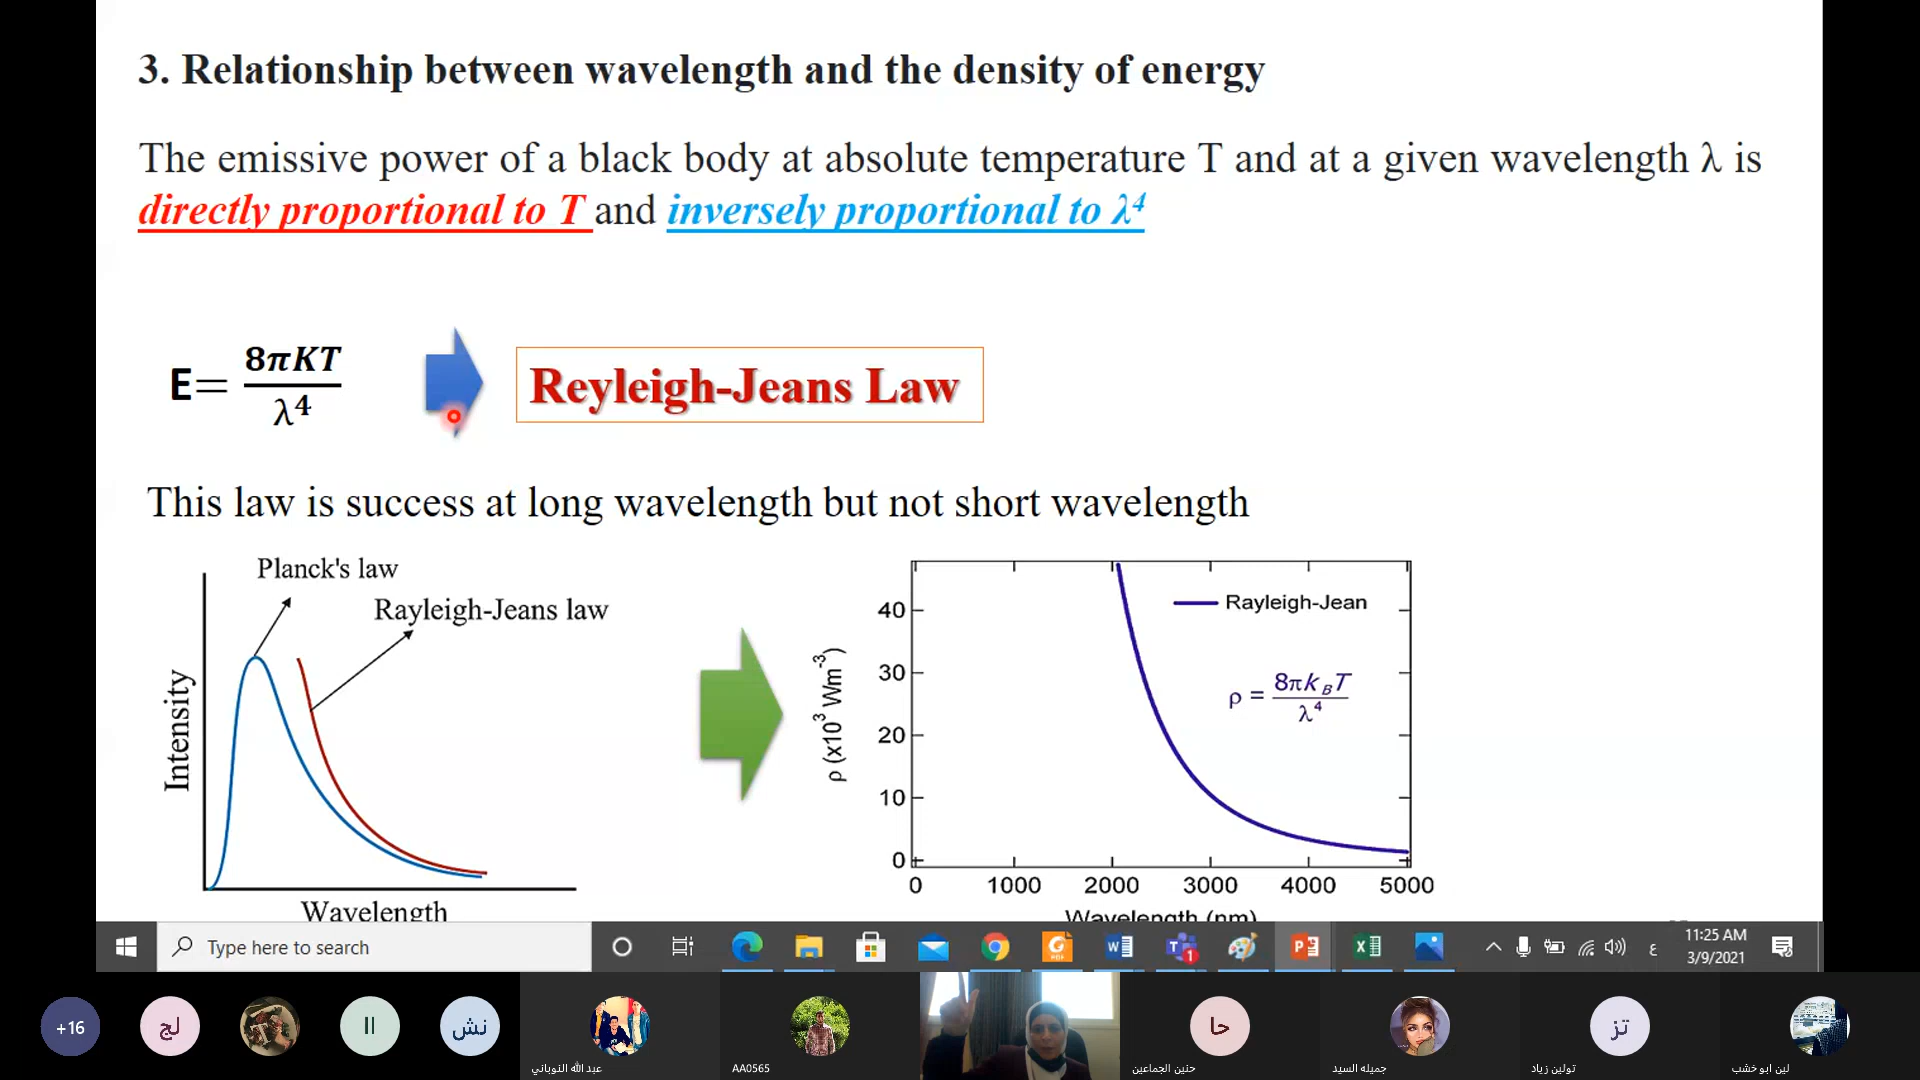 3. Relationship between wavelength and the density of energy
The emissive power of a black body at absolute temperature T and at a given wavelength λ is
directly proportional to T and inversely proportional to λ⁴
E= 8πKT / λ⁴
Reyleigh-Jeans Law
This law is success at long wavelength but not short wavelength
Planck's law
Rayleigh-Jeans law
Intensity
Wavelength
Rayleigh-Jean
ρ = 8πk_BT / λ⁴
ρ (x10³ Wm⁻³)
40
30
20
10
0
0 1000 2000 3000 4000 5000
Wavelength (nm)
Type here to search
ع
11:25 AM
3/9/2021
+16
لج
اا
نش
حا
تز
عبد الله النوباني
AA0565
حنين الجماعين
جميله السيد
تولين زياد
لين ابو خشب